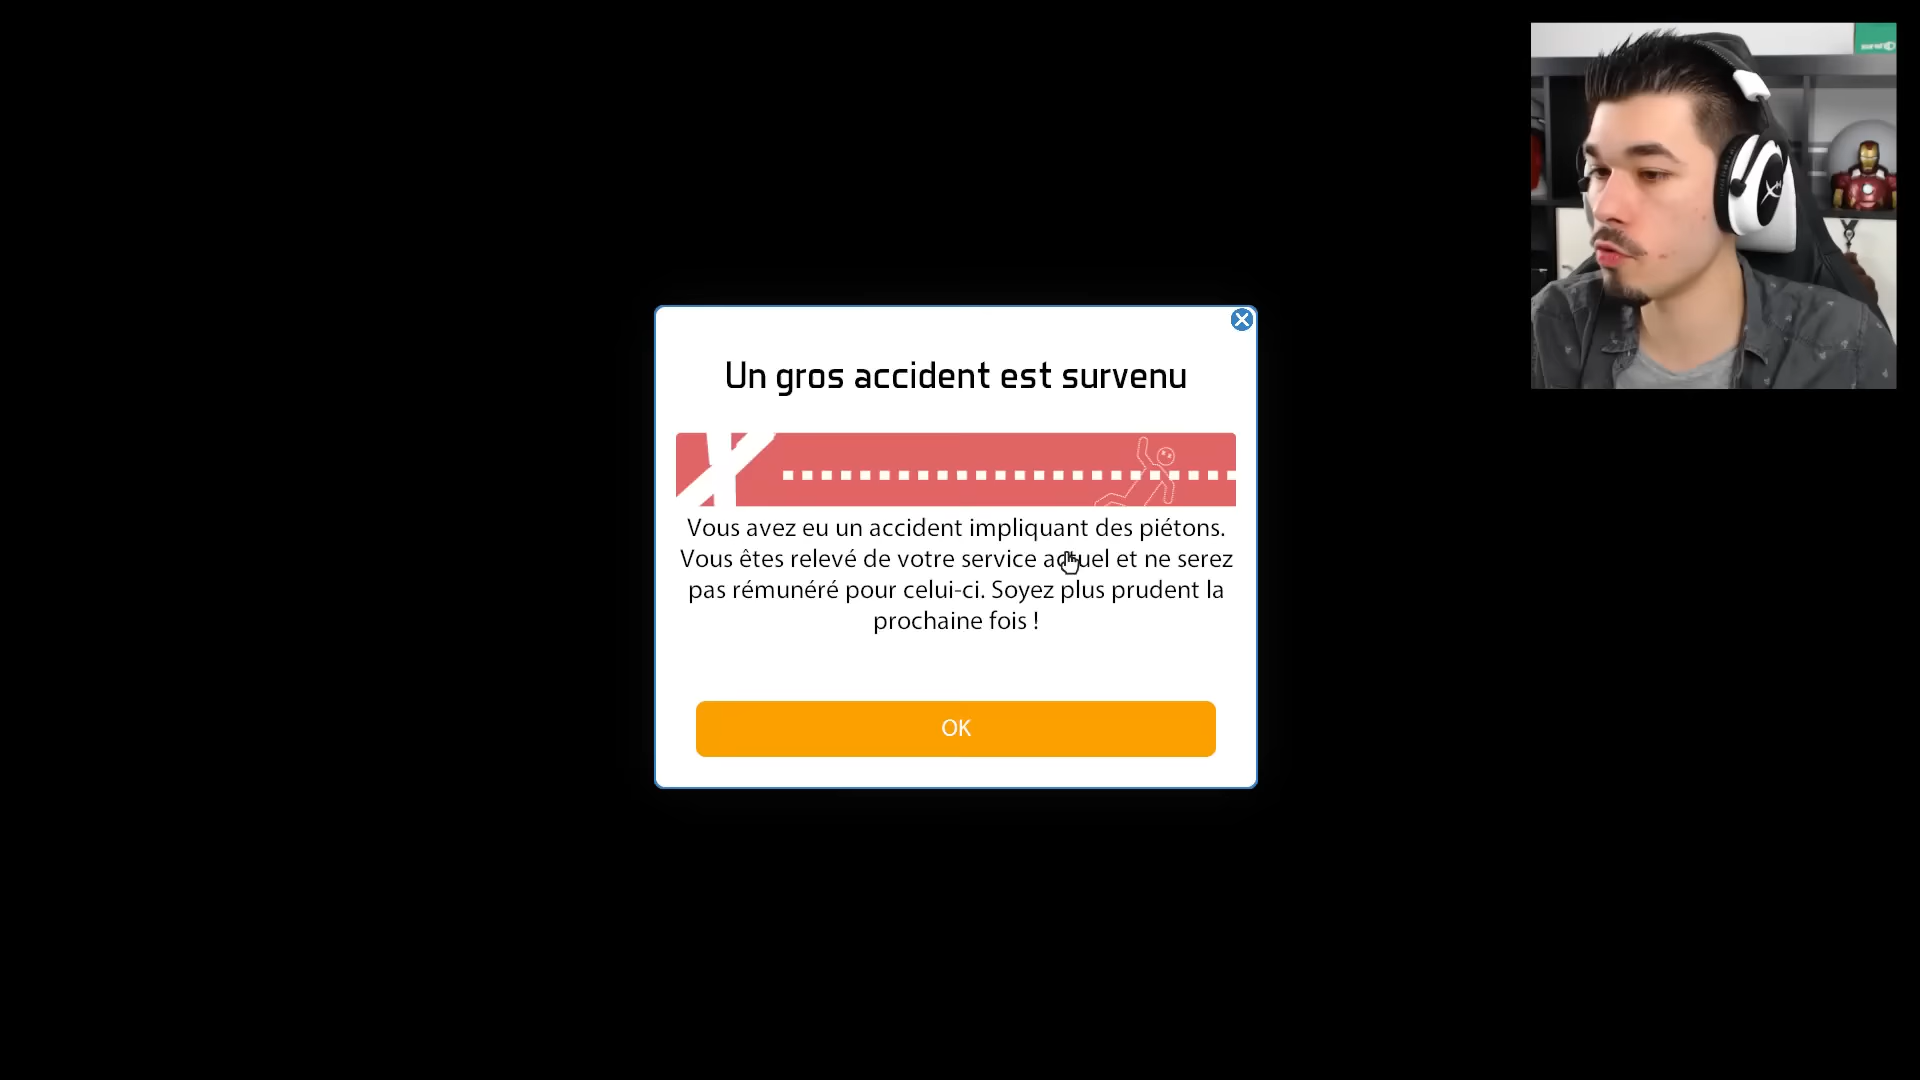 Un gros accident est survenu
Vous avez eu un accident impliquant des piétons.
Vous êtes relevé de votre service actuel et ne serez
pas rémunéré pour celui-ci. Soyez plus prudent la
prochaine fois !
OK